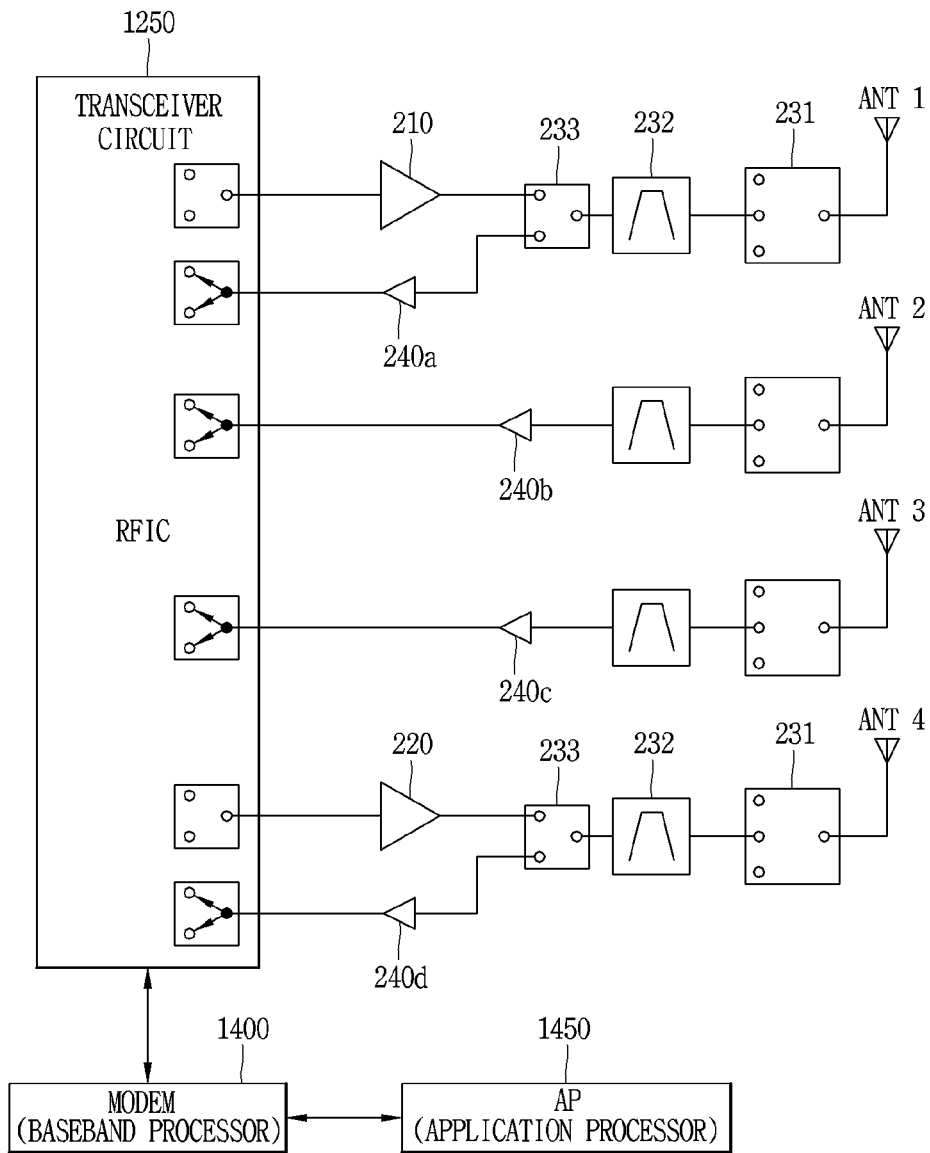 1250
TRANSCEIVER
CIRCUIT
210
233
232
231
ANT 1
240a
ANT 2
240b
RFIC
ANT 3
240c
220
233
232
231
ANT 4
240d
1400
1450
MODEM
(BASEBAND PROCESSOR)
AP
(APPLICATION PROCESSOR)